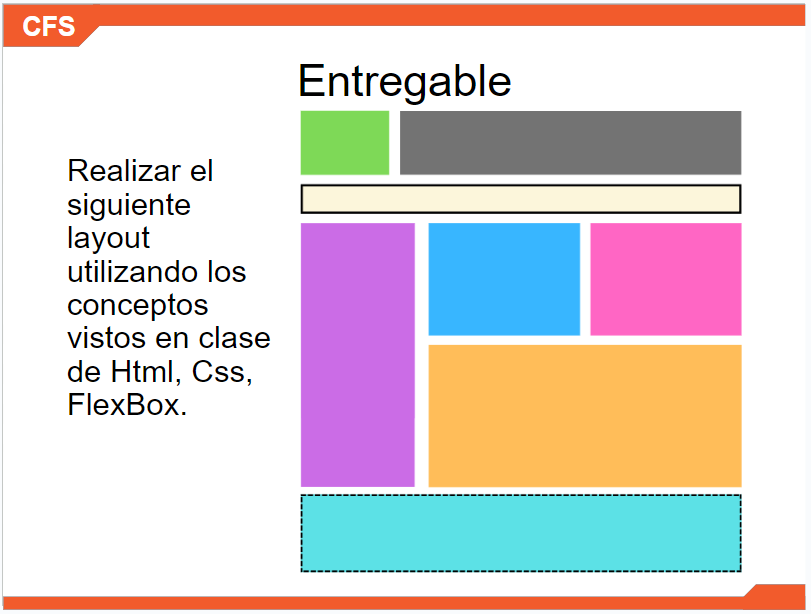 CFS
Entregable
Realizar el
siguiente
layout
utilizando los
conceptos
vistos en clase
de Html, Css,
FlexBox.